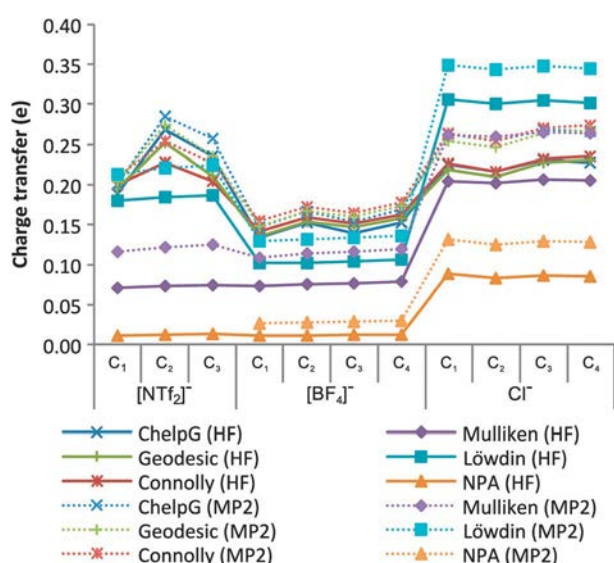 0.40
0.35
0.30
0.25
0.20
0.15
0.10
0.05
0.00
Charge transfer (e)
C₁ C₂ C₃ C₁ C₂ C₃ C₄ C₁ C₂ C₃ C₄
[NTf₂]⁻ [BF₄]⁻ Cl⁻
ChelpG (HF) Mulliken (HF)
Geodesic (HF) Löwdin (HF)
Connolly (HF) NPA (HF)
ChelpG (MP2) Mulliken (MP2)
Geodesic (MP2) Löwdin (MP2)
Connolly (MP2) NPA (MP2)